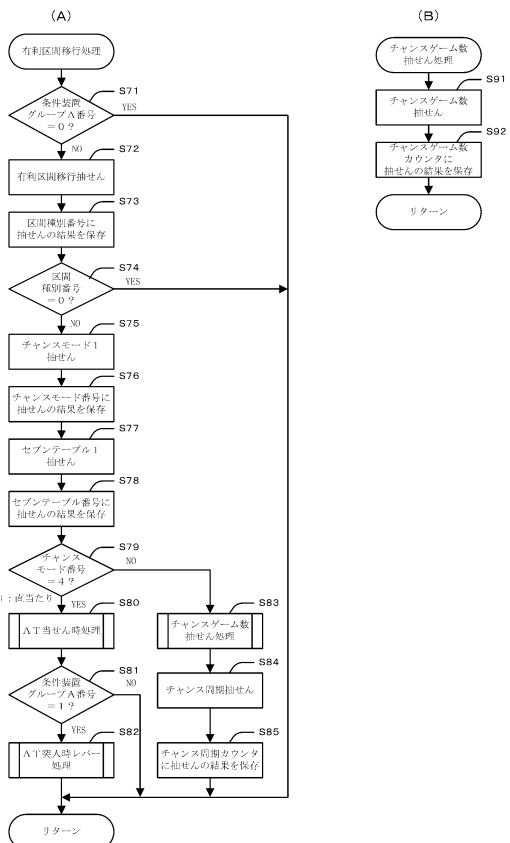 (A)
有利区間移行処理
S71
条件装置
グループA番号
＝0？
YES
NO
S72
有利区間移行抽せん
S73
区間種別番号に
抽せんの結果を保存
S74
区間
種別番号
＝0？
YES
NO
S75
チャンスモード1
抽せん
S76
チャンスモード番号に
抽せんの結果を保存
S77
セブンテーブル1
抽せん
S78
セブンテーブル番号に
抽せんの結果を保存
S79
チャンス
モード番号
＝4？
NO
：直当たり
YES
S80
AT当せん時処理
S81
条件装置
グループA番号
＝1？
NO
YES
S82
AT突入時レバー
処理
リターン
S83
チャンスゲーム数
抽せん処理
S84
チャンス周期抽せん
S85
チャンス周期カウンタ
に抽せんの結果を保存
(B)
チャンスゲーム数
抽せん処理
S91
チャンスゲーム数
抽せん
S92
チャンスゲーム数
カウンタに
抽せんの結果を保存
リターン